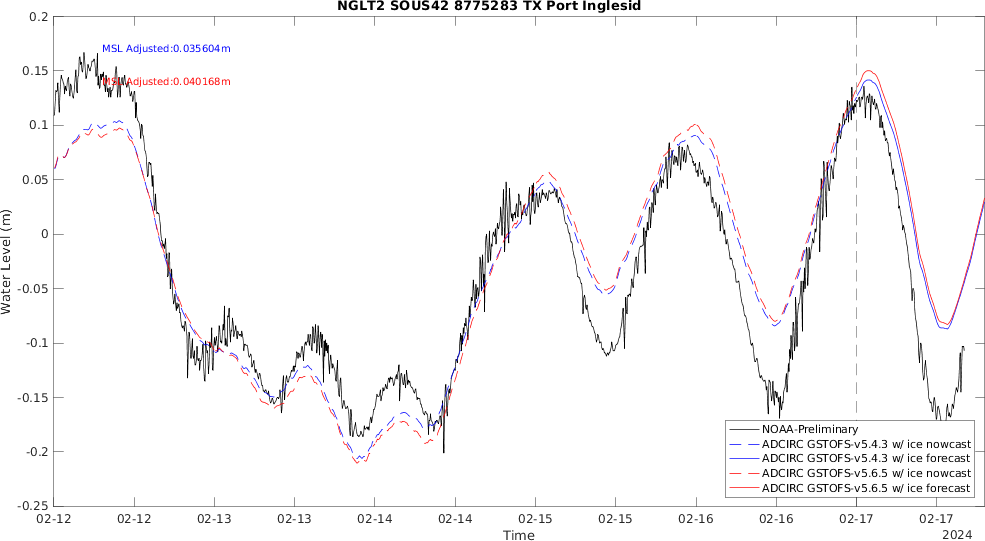 NGLT2 SOUS42 8775283 TX Port Inglesid
0.2
0.15
0.1
0.05
0
-0.05
-0.1
-0.15
-0.2
-0.25
Water Level (m)
MSL Adjusted:0.035604m
MSL Adjusted:0.040168m
NOAA-Preliminary
ADCIRC GSTOFS-v5.4.3 w/ ice nowcast
ADCIRC GSTOFS-v5.4.3 w/ ice forecast
ADCIRC GSTOFS-v5.6.5 w/ ice nowcast
ADCIRC GSTOFS-v5.6.5 w/ ice forecast
02-12 02-12 02-13 02-13 02-14 02-14 02-15 02-15 02-16 02-16 02-17 02-17
Time
2024